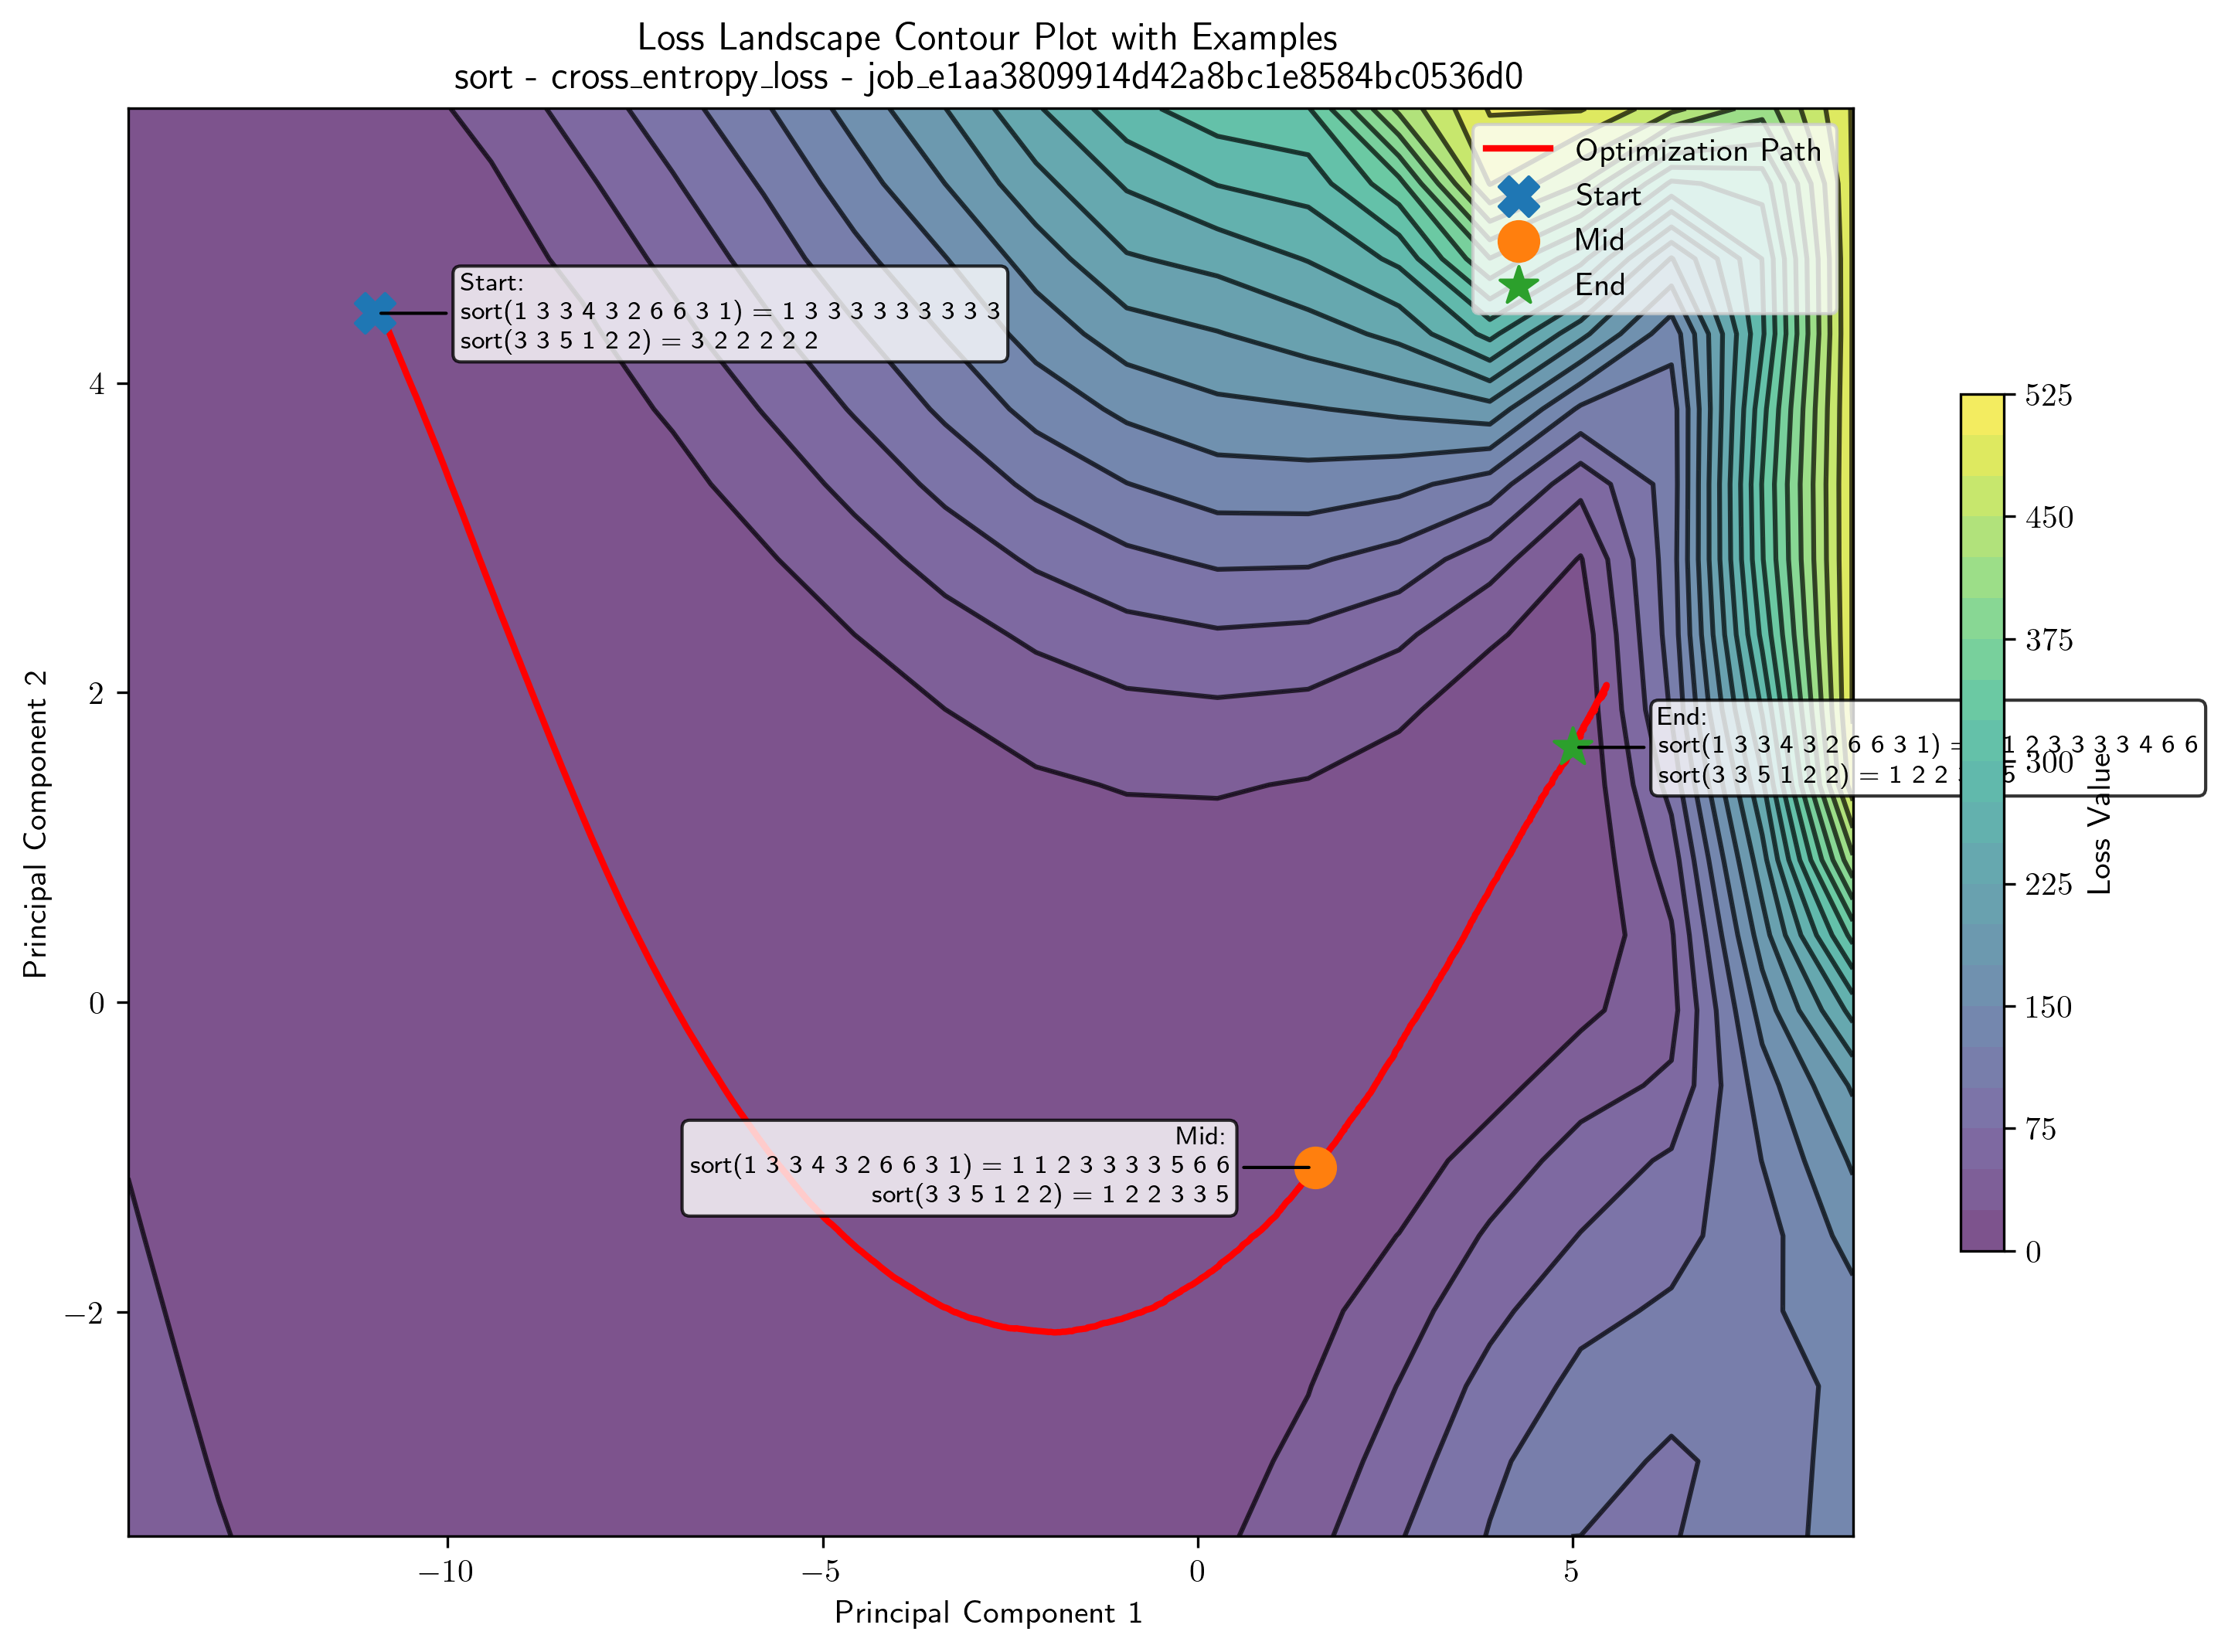 Loss Landscape Contour Plot with Examples
sort - cross_entropy_loss - job_e1aa3809914d42a8bc1e8584bc0536d0
Optimization Path
Start
Mid
End
Start:
sort(1 3 3 4 3 2 6 6 3 1) = 1 3 3 3 3 3 3 3 3 3
sort(3 3 5 1 2 2) = 3 2 2 2 2 2
End:
sort(1 3 3 4 3 2 6 6 3 1) = 1 2 3 3 3 3 4 6 6
sort(3 3 5 1 2 2) = 1 2 2 5
Mid:
sort(1 3 3 4 3 2 6 6 3 1) = 1 1 2 3 3 3 3 5 6 6
sort(3 3 5 1 2 2) = 1 2 2 3 3 5
4
2
0
−2
Principal Component 2
−10
−5
0
5
Principal Component 1
525
450
375
300
225
150
75
0
Loss Value